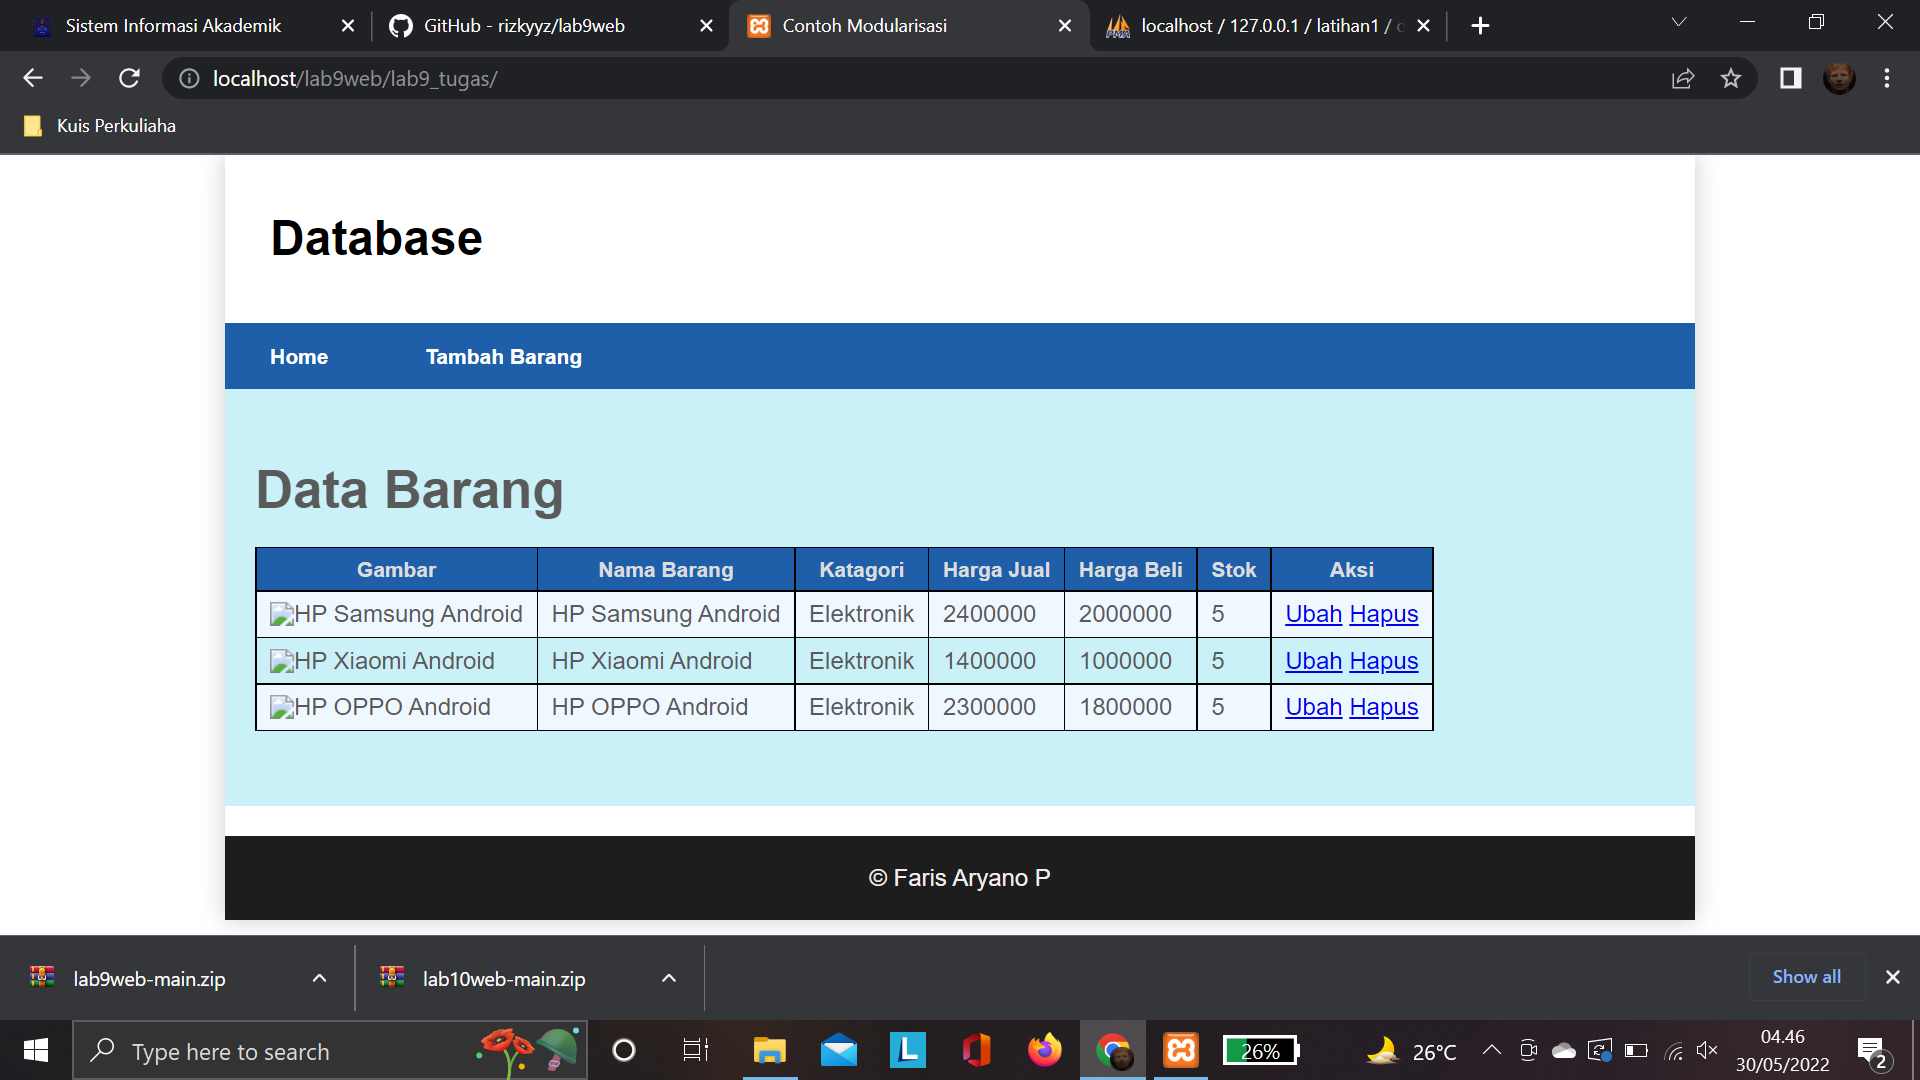 Sistem Informasi Akademik
GitHub - rizkyyz/lab9web
Contoh Modularisasi
localhost / 127.0.0.1 / latihan1 /
localhost/lab9web/lab9_tugas/
Kuis Perkuliaha
Database
Home Tambah Barang
Data Barang
Gambar Nama Barang Katagori Harga Jual Harga Beli Stok Aksi
HP Samsung Android HP Samsung Android Elektronik 2400000 2000000 5 Ubah Hapus
HP Xiaomi Android HP Xiaomi Android Elektronik 1400000 1000000 5 Ubah Hapus
HP OPPO Android HP OPPO Android Elektronik 2300000 1800000 5 Ubah Hapus
© Faris Aryano P
lab9web-main.zip
lab10web-main.zip
Show all
Type here to search
L
26%
26°C
04.46
30/05/2022
2